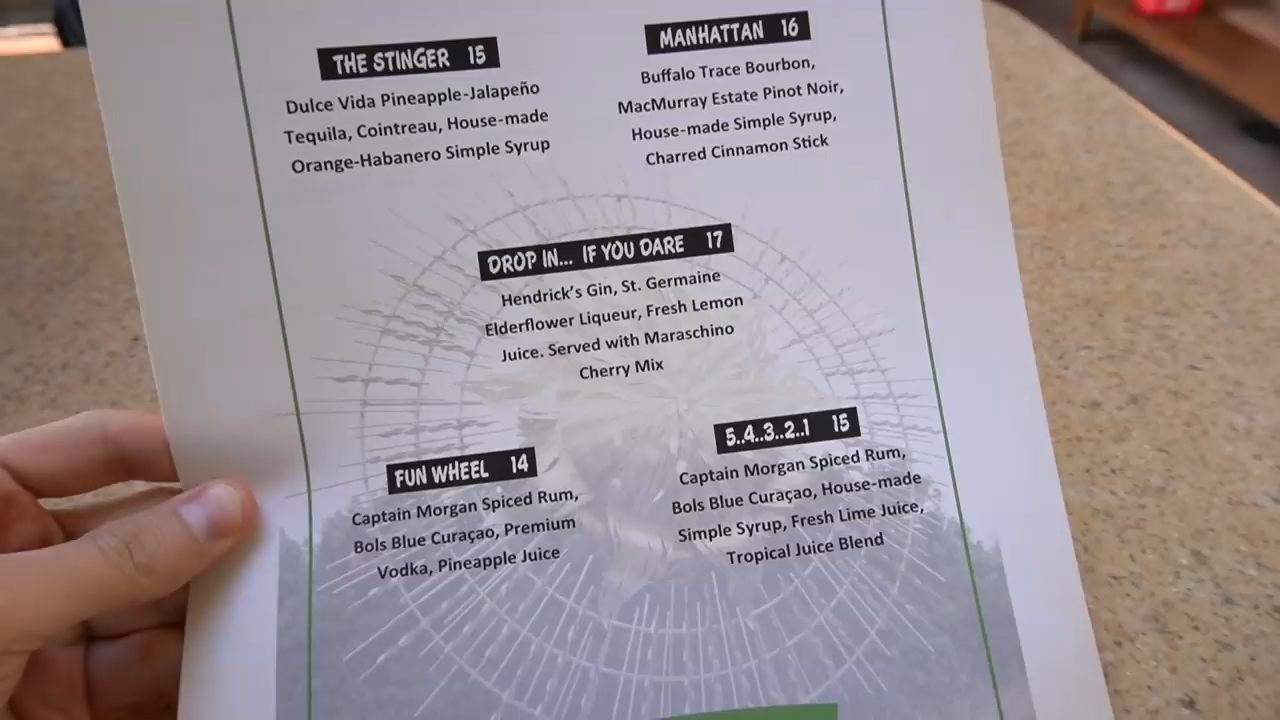 THE STINGER 15
Dulce Vida Pineapple-Jalapeño
Tequila, Cointreau, House-made
Orange-Habanero Simple Syrup
MANHATTAN 16
Buffalo Trace Bourbon,
MacMurray Estate Pinot Noir,
House-made Simple Syrup,
Charred Cinnamon Stick
DROP IN... IF YOU DARE 17
Hendrick's Gin, St. Germaine
Elderflower Liqueur, Fresh Lemon
Juice. Served with Maraschino
Cherry Mix
FUN WHEEL 14
Captain Morgan Spiced Rum,
Bols Blue Curaçao, Premium
Vodka, Pineapple Juice
5..4..3..2..1 15
Captain Morgan Spiced Rum,
Bols Blue Curaçao, House-made
Simple Syrup, Fresh Lime Juice,
Tropical Juice Blend